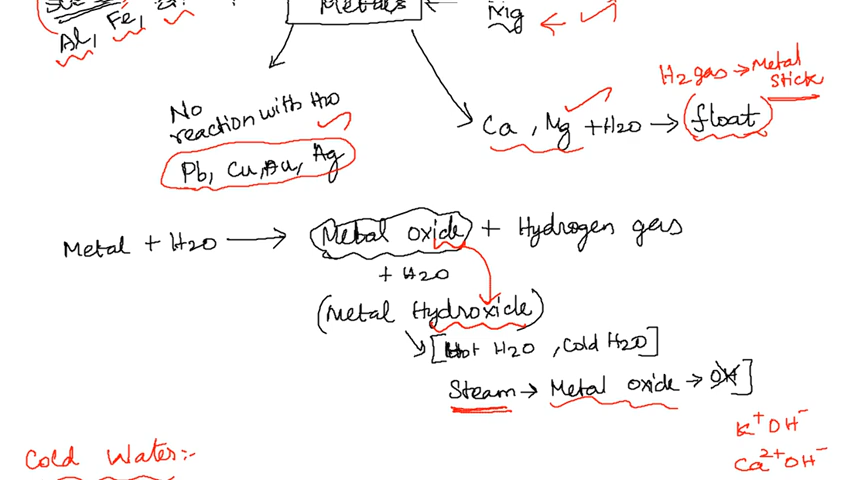 Al, Fe,
Metals
Mg
H2 gas → Metal
stick
No
reaction with H2O
Pb, Cu, Au, Ag
Ca, Mg + H2O → float
Metal + H2O → Metal oxide + Hydrogen gas
+ H2O
(Metal Hydroxide)
[Hot H2O, Cold H2O]
Steam → Metal oxide → OH]
K+ OH-
Ca2+ OH-
Cold Water:-